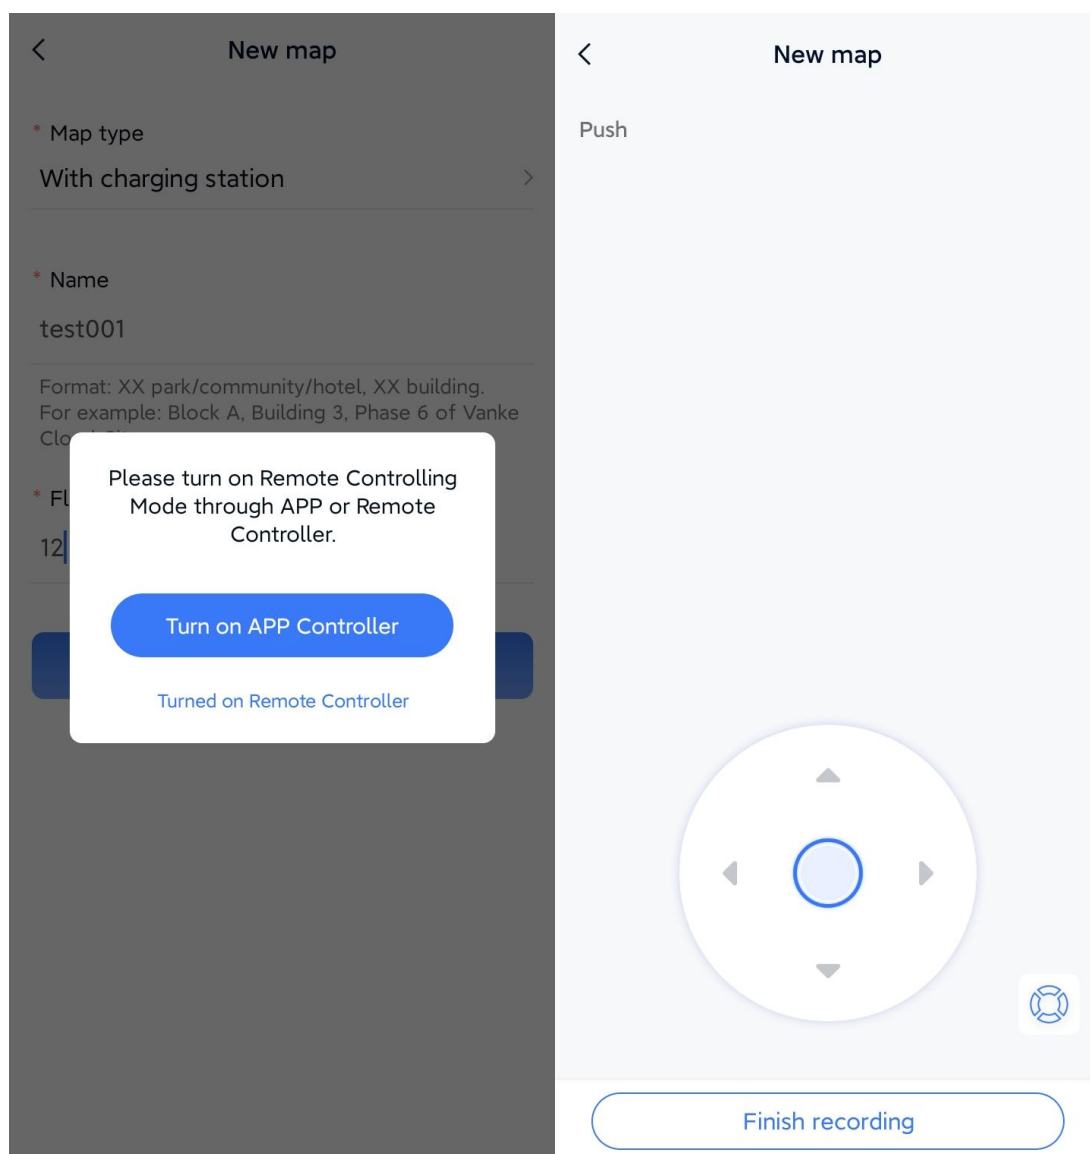 New map
* Map type
With charging station
* Name
test001
Format: XX park/community/hotel, XX building.
For example: Block A, Building 3, Phase 6 of Vanke
Please turn on Remote Controlling
Mode through APP or Remote
Controller.
* Fl
12
Turn on APP Controller
Turned on Remote Controller
New map
Push
Finish recording